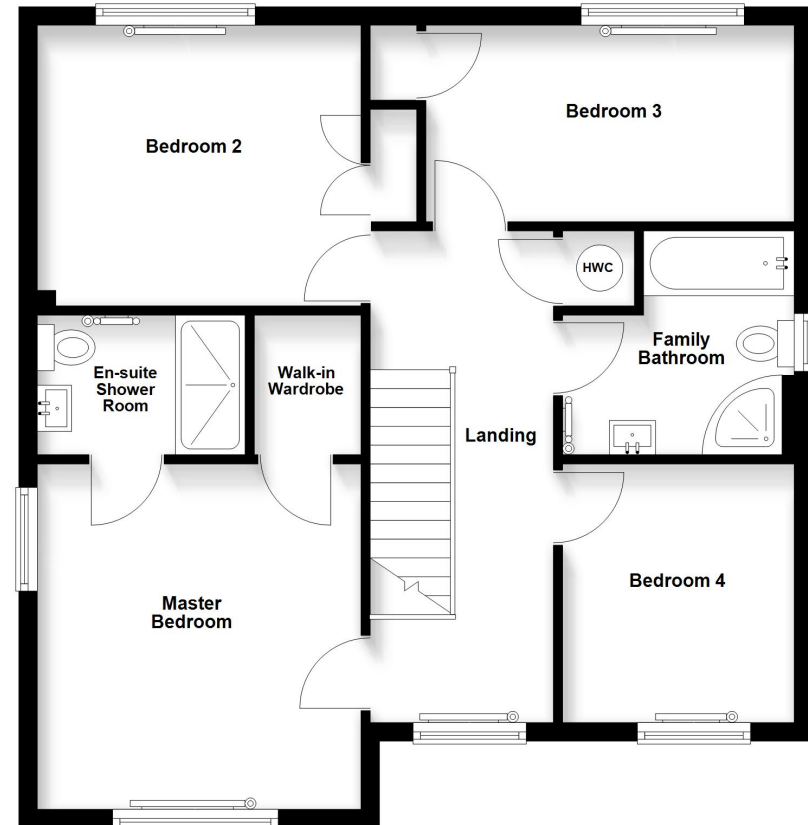 Bedroom 2
Bedroom 3
HWC
En-suite
Shower
Room
Walk-in
Wardrobe
Family
Bathroom
Landing
Master
Bedroom
Bedroom 4